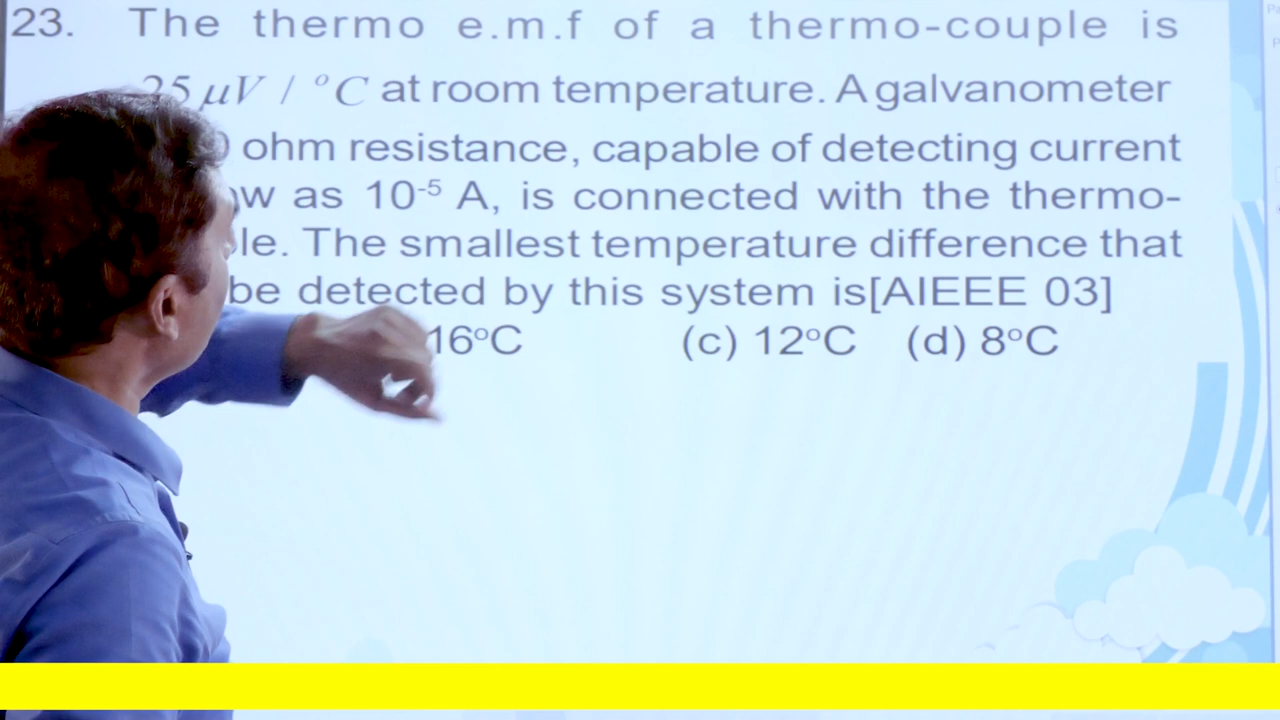 23. The thermo e.m.f of a thermo-couple is
25 μV / °C at room temperature. A galvanometer
ohm resistance, capable of detecting current
as 10⁻⁵ A, is connected with the thermo-
The smallest temperature difference that
be detected by this system is[AIEEE 03]
16°C (c) 12°C (d) 8°C